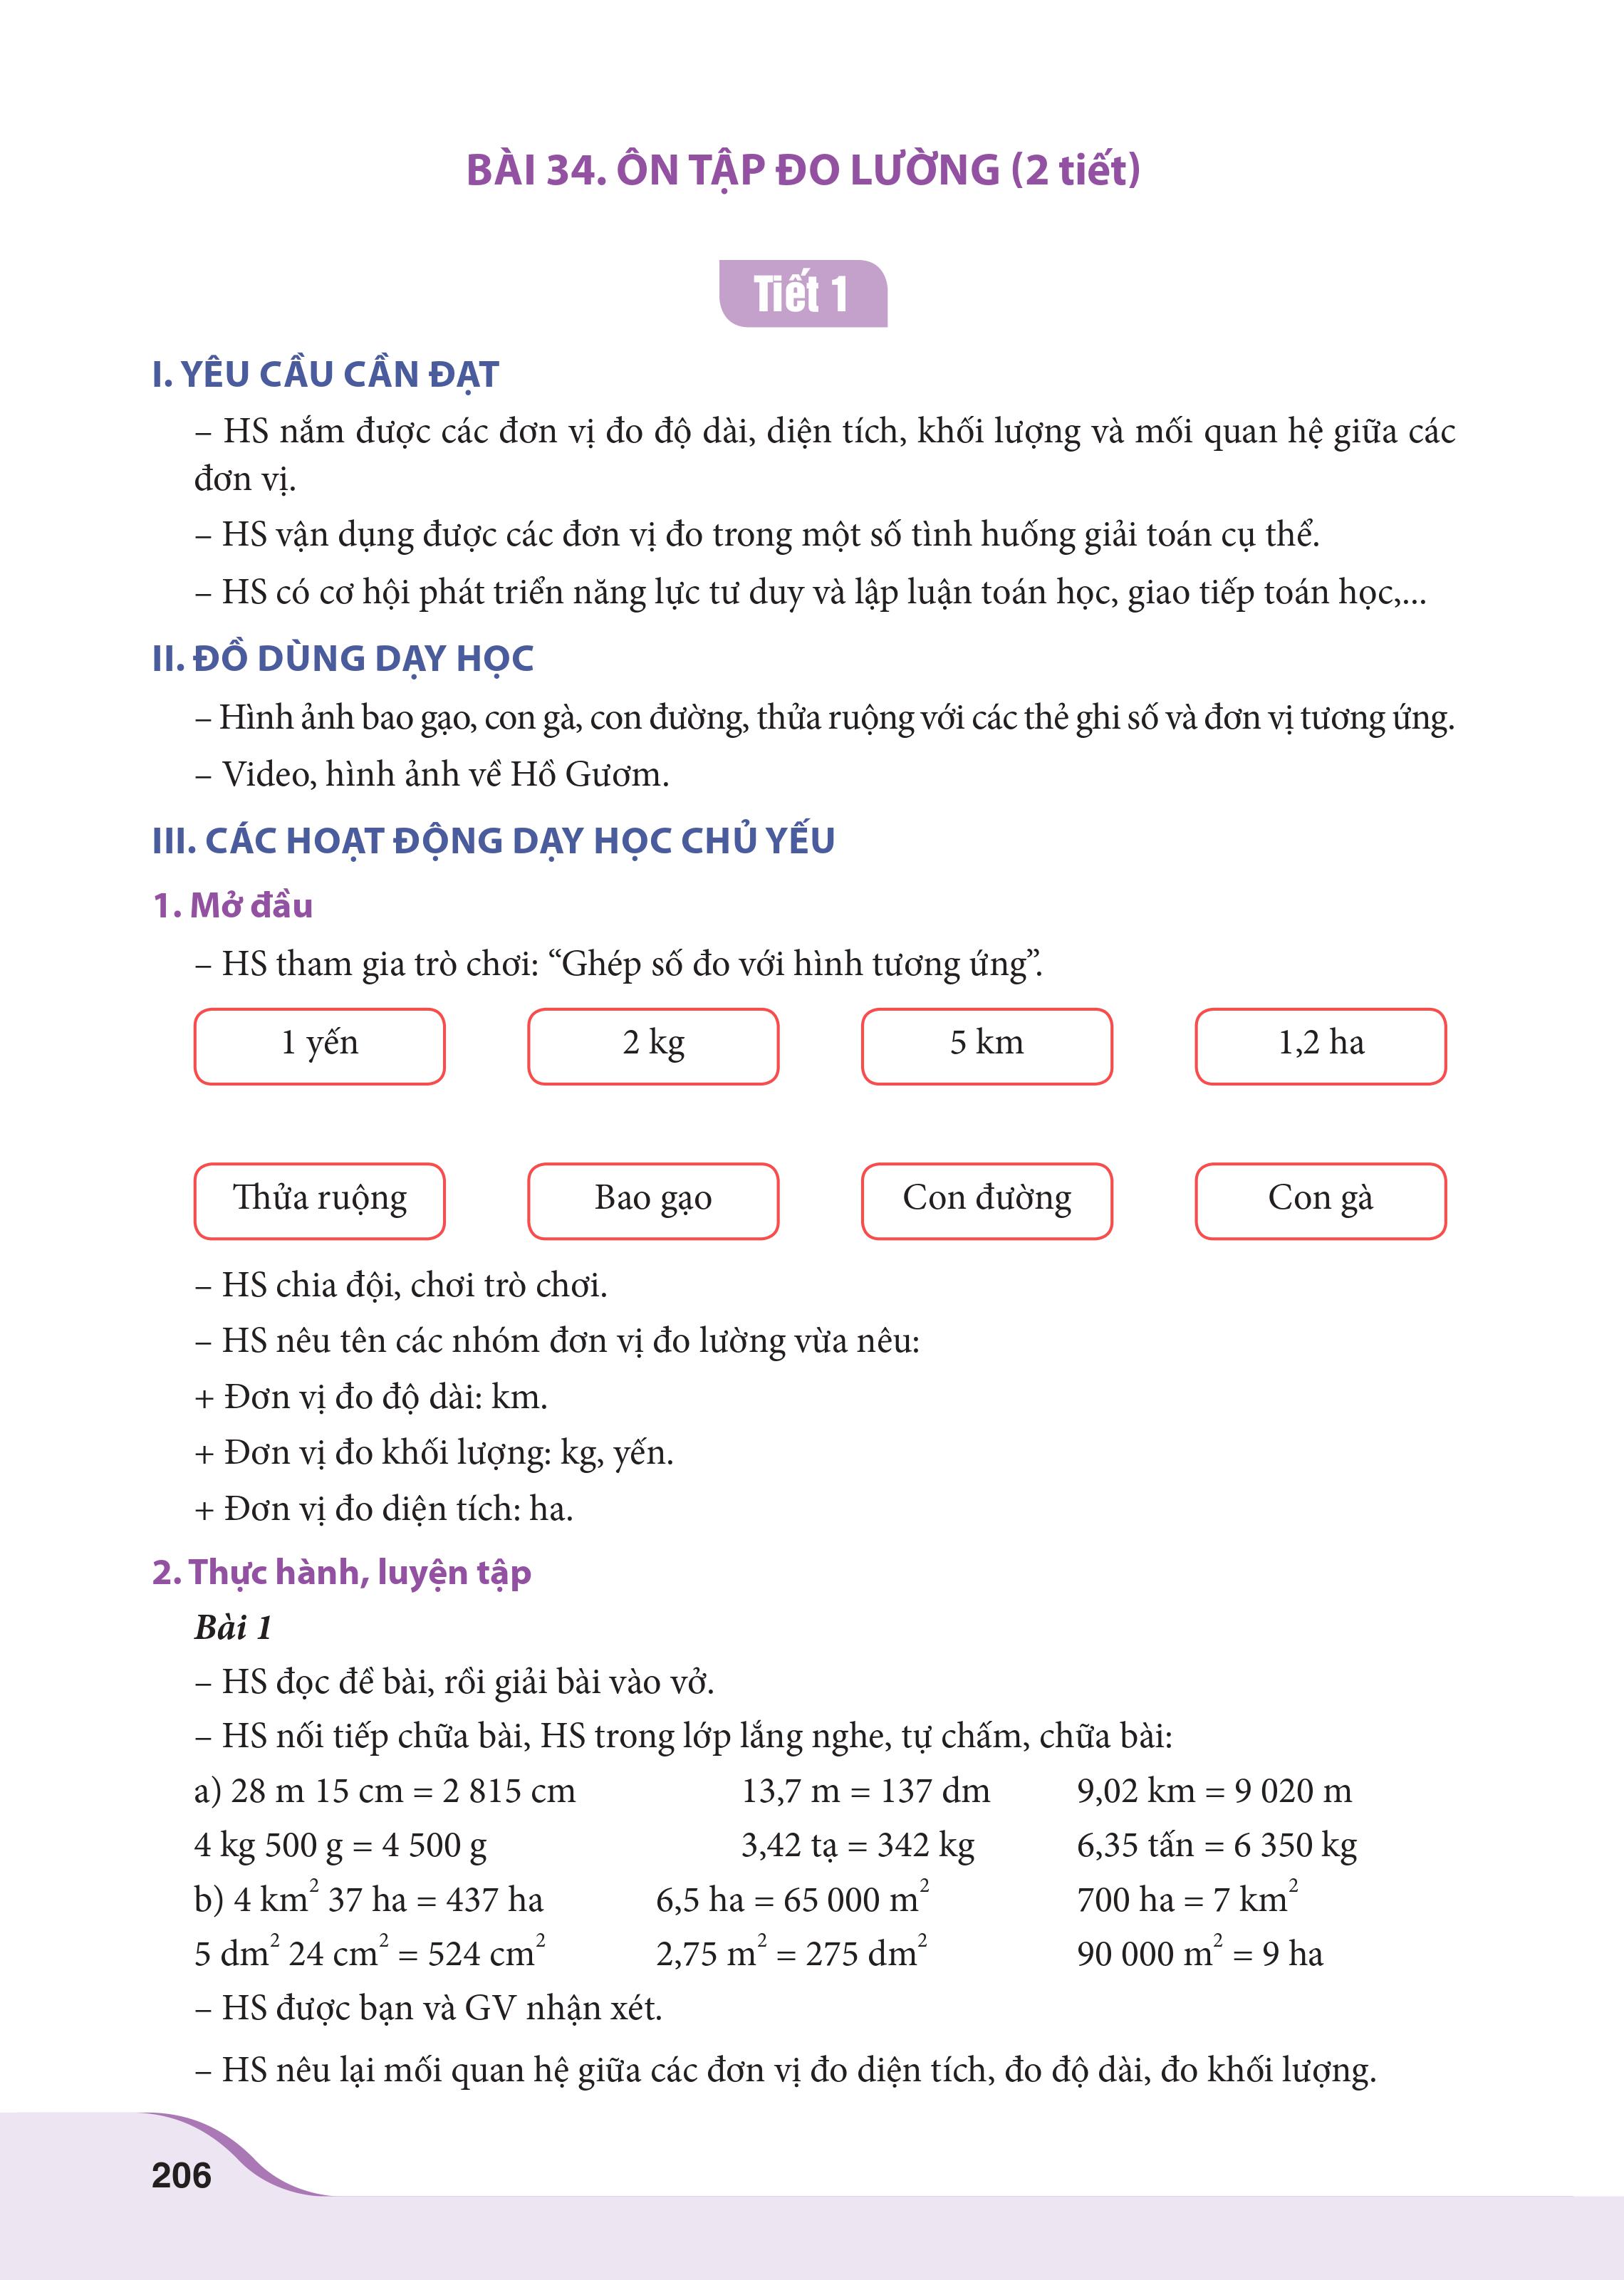 BÀI 34. ÔN TẬP ĐO LƯỜNG (2 tiết)
Tiết 1
I. YÊU CẦU CẦN ĐẠT
– HS nắm được các đơn vị đo độ dài, diện tích, khối lượng và mối quan hệ giữa các
đơn vị.
– HS vận dụng được các đơn vị đo trong một số tình huống giải toán cụ thể.
– HS có cơ hội phát triển năng lực tư duy và lập luận toán học, giao tiếp toán học,...
II. ĐỒ DÙNG DẠY HỌC
– Hình ảnh bao gạo, con gà, con đường, thửa ruộng với các thẻ ghi số và đơn vị tương ứng.
– Video, hình ảnh về Hồ Gươm.
III. CÁC HOẠT ĐỘNG DẠY HỌC CHỦ YẾU
1. Mở đầu
– HS tham gia trò chơi: “Ghép số đo với hình tương ứng”.
1 yến 2 kg 5 km 1,2 ha
Thửa ruộng Bao gạo Con đường Con gà
– HS chia đội, chơi trò chơi.
– HS nêu tên các nhóm đơn vị đo lường vừa nêu:
+ Đơn vị đo độ dài: km.
+ Đơn vị đo khối lượng: kg, yến.
+ Đơn vị đo diện tích: ha.
2. Thực hành, luyện tập
Bài 1
– HS đọc đề bài, rồi giải bài vào vở.
– HS nối tiếp chữa bài, HS trong lớp lắng nghe, tự chấm, chữa bài:
a) 28 m 15 cm = 2 815 cm 13,7 m = 137 dm 9,02 km = 9 020 m
4 kg 500 g = 4 500 g 3,42 tạ = 342 kg 6,35 tấn = 6 350 kg
b) 4 km² 37 ha = 437 ha 6,5 ha = 65 000 m² 700 ha = 7 km²
5 dm² 24 cm² = 524 cm² 2,75 m² = 275 dm² 90 000 m² = 9 ha
– HS được bạn và GV nhận xét.
– HS nêu lại mối quan hệ giữa các đơn vị đo diện tích, đo độ dài, đo khối lượng.
206